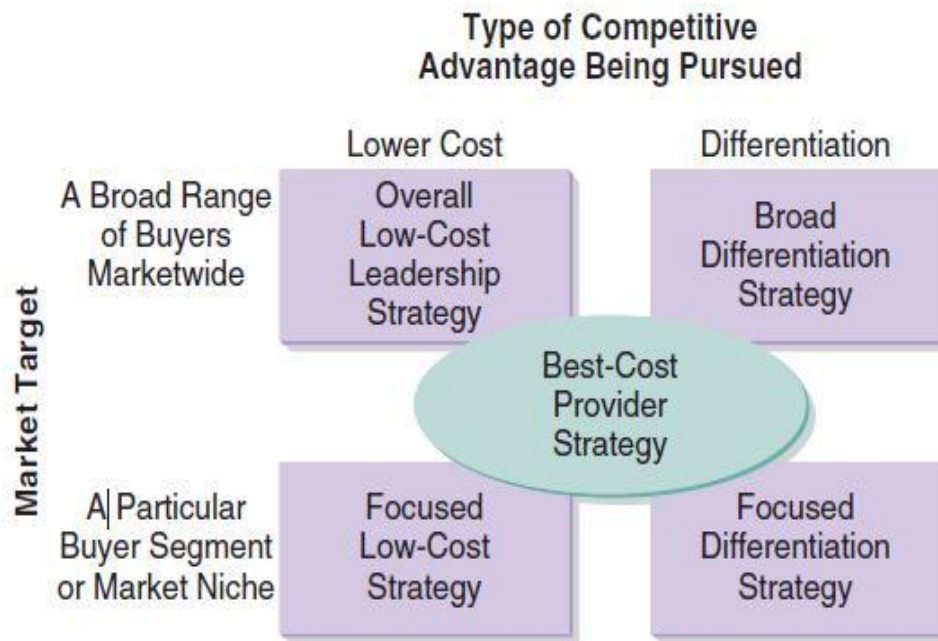 Type of Competitive
Advantage Being Pursued
Lower Cost
Differentiation
Market Target
A Broad Range
of Buyers
Marketwide
Overall
Low-Cost
Leadership
Strategy
Broad
Differentiation
Strategy
Best-Cost
Provider
Strategy
A Particular
Buyer Segment
or Market Niche
Focused
Low-Cost
Strategy
Focused
Differentiation
Strategy